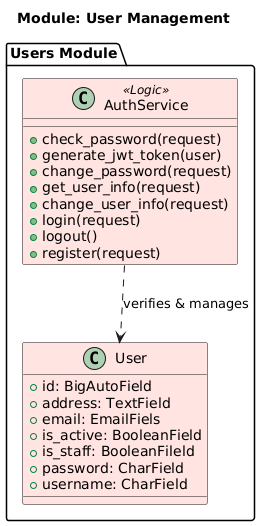 Module: User Management
Users Module
C
«Logic»
AuthService
check_password(request)
generate_jwt_token(user)
change_password(request)
get_user_info(request)
change_user_info(request)
login(request)
logout()
register(request)
verifies & manages
C User
id: BigAutoField
address: TextField
email: EmailFiels
is_active: BooleanField
is_staff: BooleanFileld
password: CharField
username: CharField